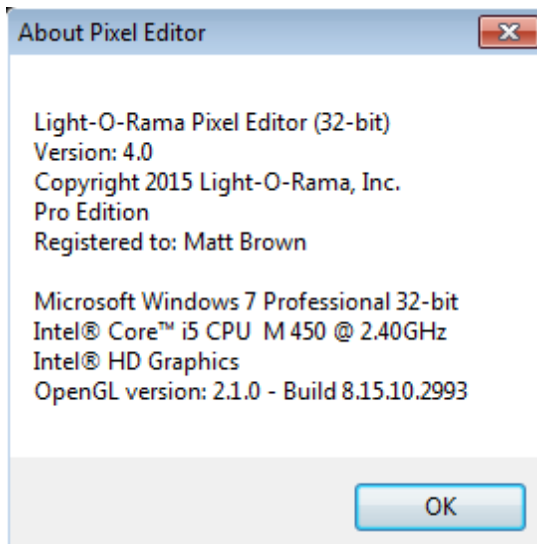 About Pixel Editor
Light-O-Rama Pixel Editor (32-bit)
Version: 4.0
Copyright 2015 Light-O-Rama, Inc.
Pro Edition
Registered to: Matt Brown
Microsoft Windows 7 Professional 32-bit
Intel® Core™ i5 CPU  M 450 @ 2.40GHz
Intel® HD Graphics
OpenGL version: 2.1.0 - Build 8.15.10.2993
OK